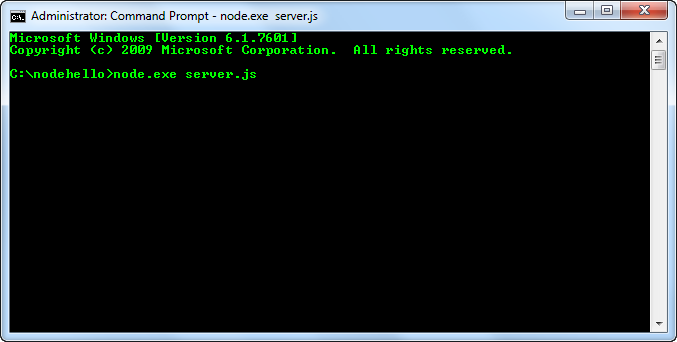 Administrator: Command Prompt - node.exe  server.js
Microsoft Windows [Version 6.1.7601]
Copyright (c) 2009 Microsoft Corporation.  All rights reserved.
C:\nodehello>node.exe server.js